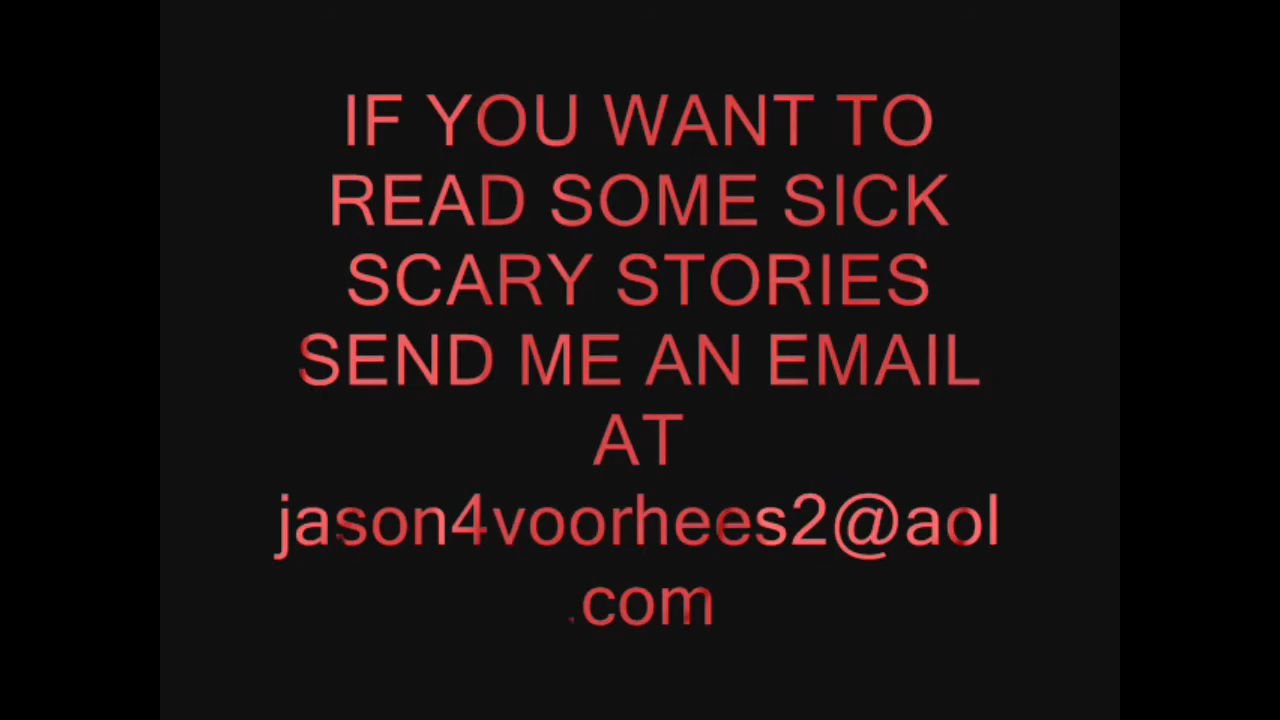 IF YOU WANT TO
READ SOME SICK
SCARY STORIES
SEND ME AN EMAIL
AT
jason4voorhees2@aol
.com